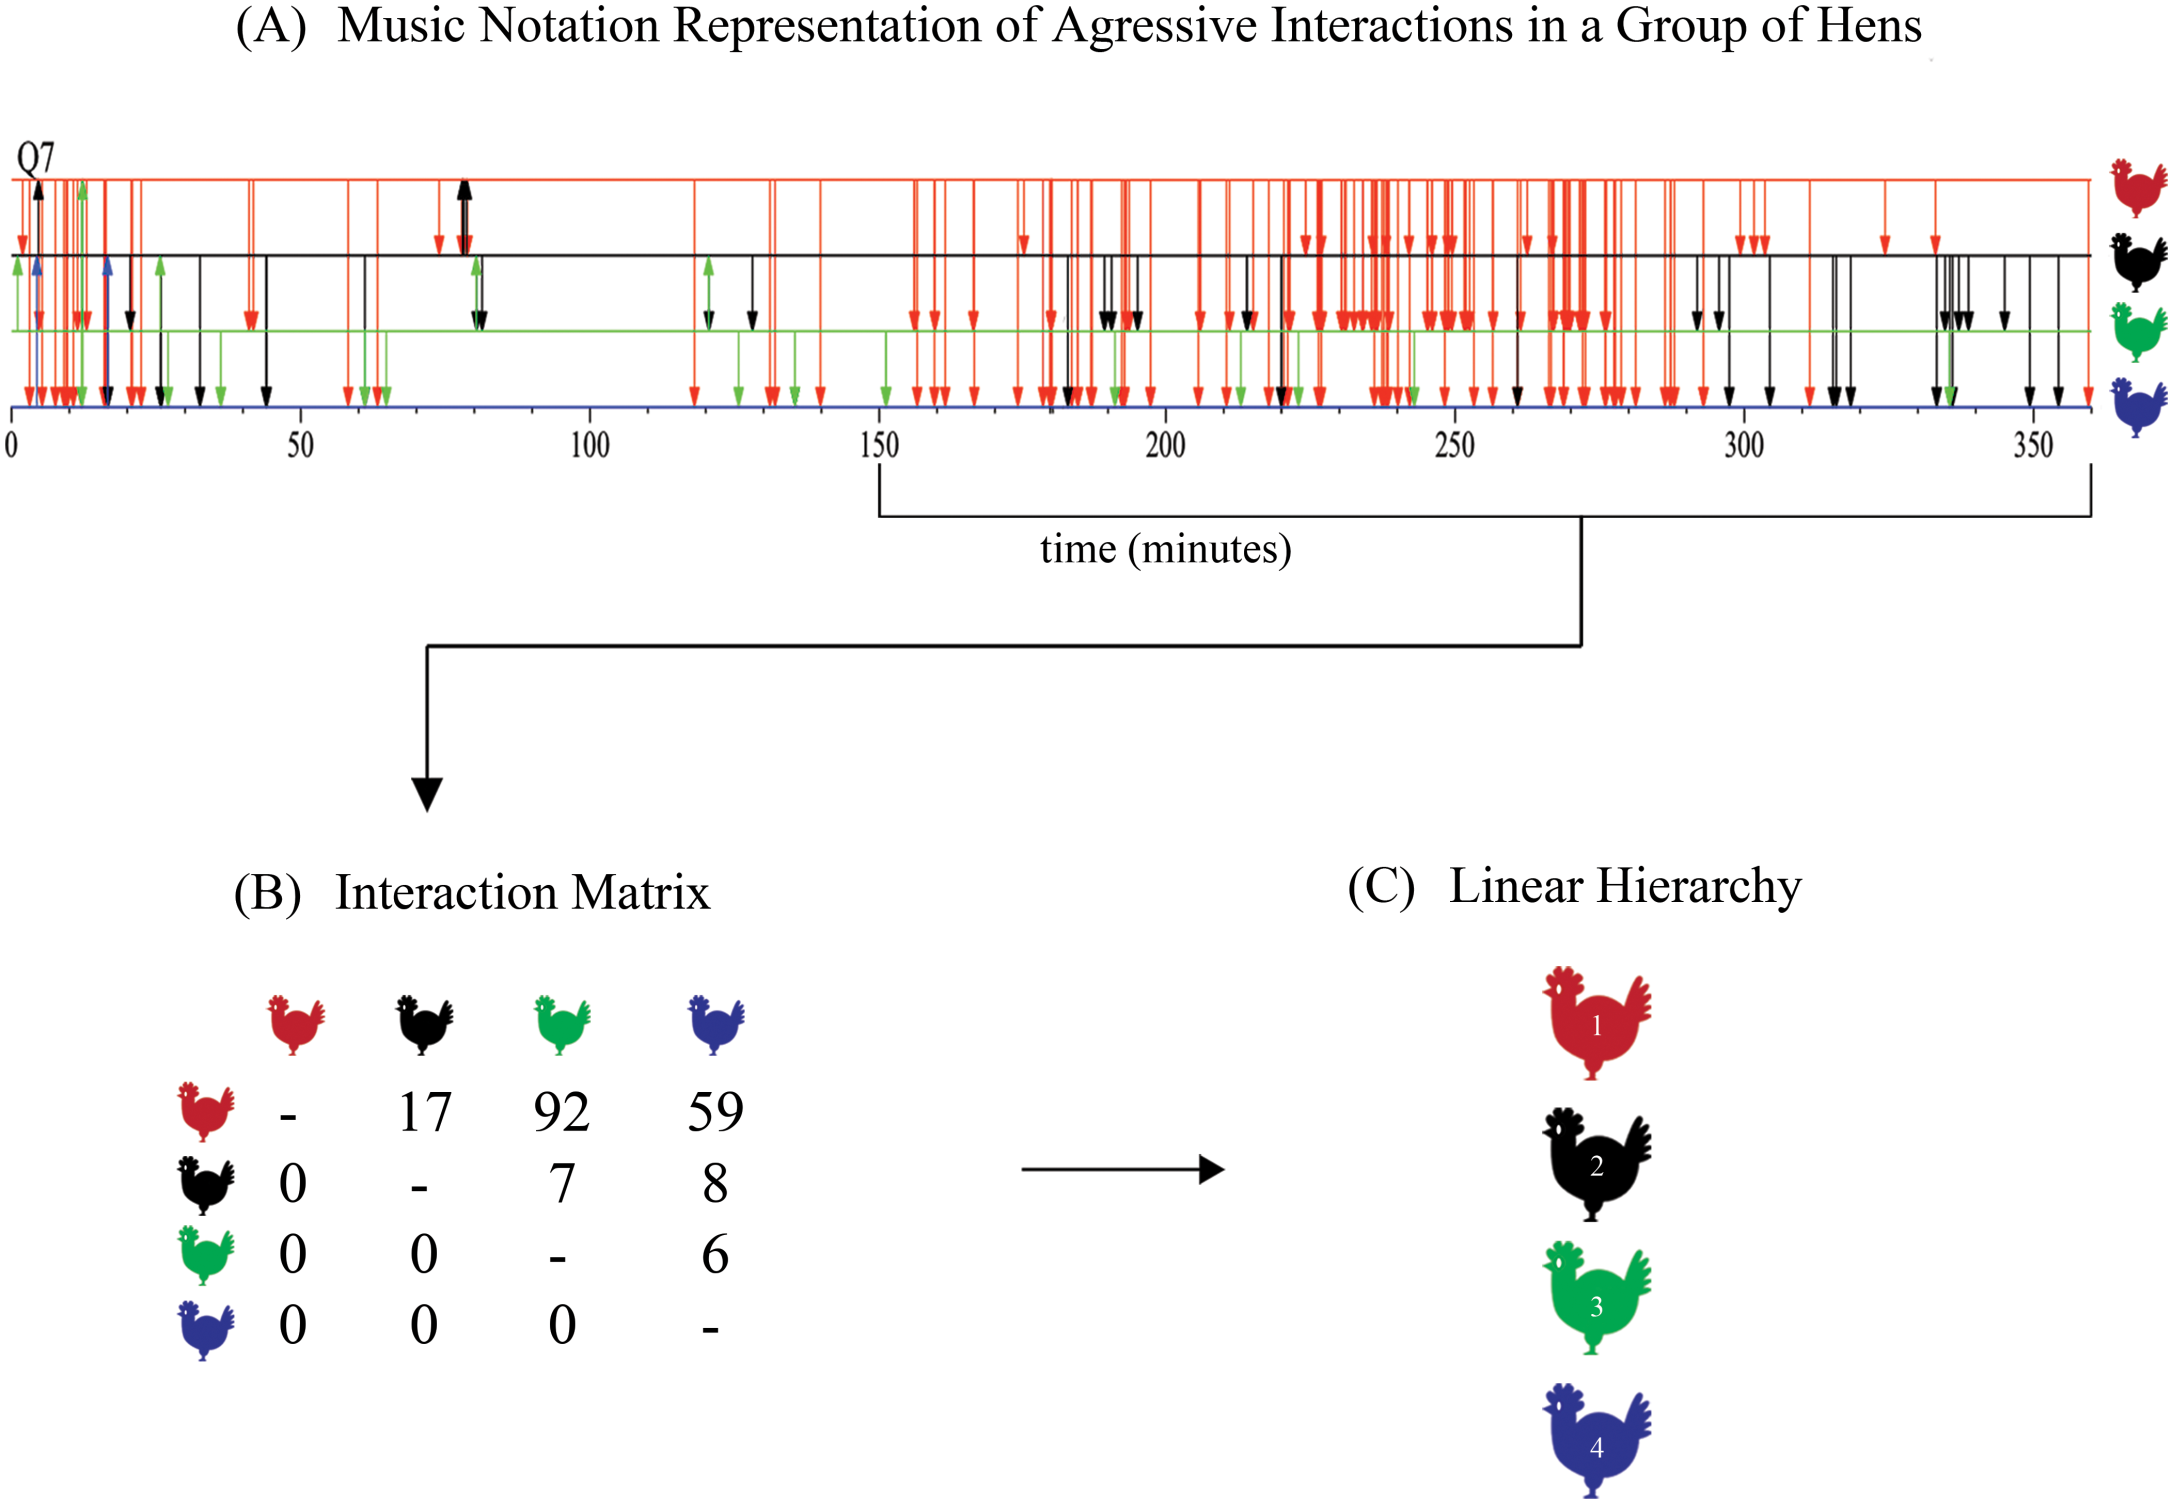 (A) Music Notation Representation of Agressive Interactions in a Group of Hens
Q7
0 50 100 150 200 250 300 350
time (minutes)
(B) Interaction Matrix
- 17 92 59
0 - 7 8
0 0 - 6
0 0 0 -
(C) Linear Hierarchy
1
2
3
4